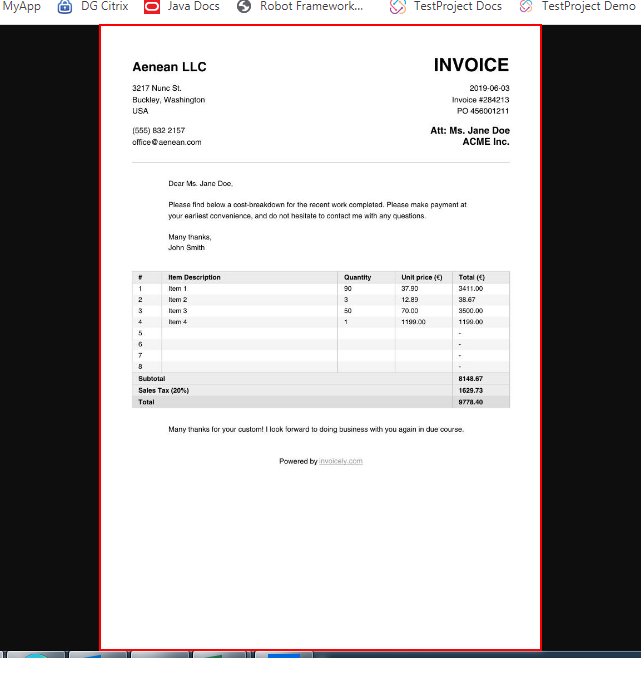 MyApp DG Citrix Java Docs Robot Framework... TestProject Docs TestProject Demo
Aenean LLC INVOICE
3217 Nunc St. 2019-06-03
Buckley, Washington Invoice #284213
USA PO 456001211
(555) 832 2157 Att: Ms. Jane Doe
office@aenean.com ACME Inc.
Dear Ms. Jane Doe,
Please find below a cost-breakdown for the recent work completed. Please make payment at
your earliest convenience, and do not hesitate to contact me with any questions.
Many thanks,
John Smith
# Item Description Quantity Unit price (€) Total (€)
1 Item 1 90 37.90 3411.00
2 Item 2 3 12.89 38.67
3 Item 3 50 70.00 3500.00
4 Item 4 1 1199.00 1199.00
5 -
6 -
7 -
8 -
Subtotal 8148.67
Sales Tax (20%) 1629.73
Total 9778.40
Many thanks for your custom! I look forward to doing business with you again in due course.
Powered by invoicely.com